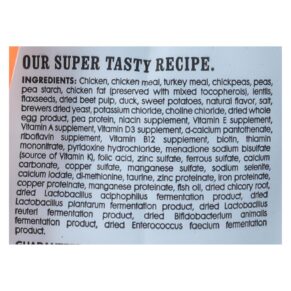 OUR SUPER TASTY RECIPE.
INGREDIENTS: Chicken, chicken meal, turkey meal, chickpeas, peas,
pea starch, chicken fat (preserved with mixed tocopherols), lentils,
flaxseeds, dried beet pulp, duck, sweet potatoes, natural flavor, salt,
brewers dried yeast, potassium chloride, choline chloride, dried whole
egg product, pea protein, niacin supplement, Vitamin E supplement,
Vitamin A supplement, Vitamin D3 supplement, d-calcium pantothenate,
riboflavin supplement, Vitamin B12 supplement, biotin, thiamin
mononitrate, pyridoxine hydrochloride, menadione sodium bisulfite
(source of Vitamin K), folic acid, zinc sulfate, ferrous sulfate, calcium
carbonate, copper sulfate, manganese sulfate, sodium selenite,
calcium iodate, dl-methionine, taurine, zinc proteinate, iron proteinate,
copper proteinate, manganese proteinate, fish oil, dried chicory root,
dried Lactobacillus acidophilus fermentation product, dried
Lactobacillus plantarum fermentation product, dried Lactobacillus
reuteri fermentation product, dried Bifidobacterium animalis
fermentation product, dried Enterococcus faecium fermentation
product.